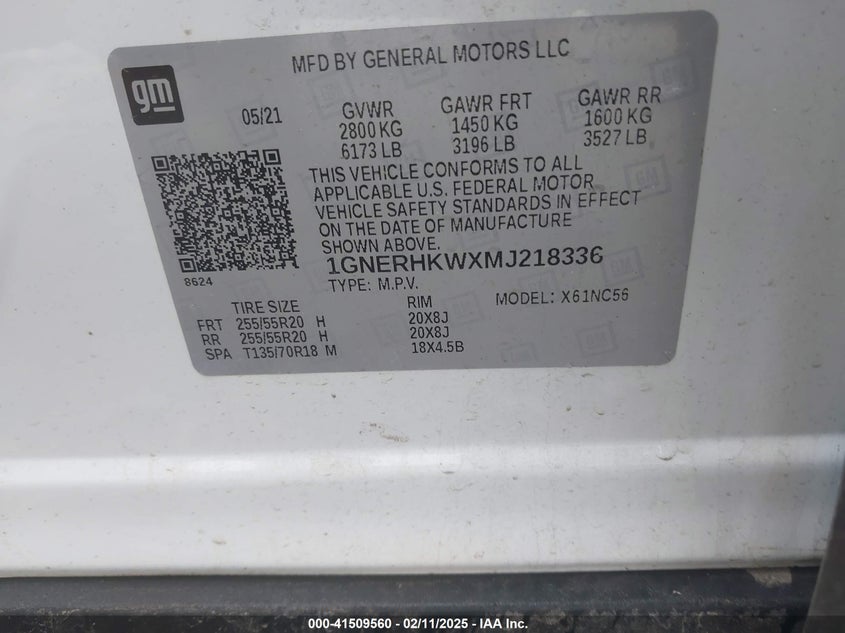 gm
MFD BY GENERAL MOTORS LLC
05/21 GVWR GAWR FRT GAWR RR
2800 KG 1450 KG 1600 KG
6173 LB 3196 LB 3527 LB
THIS VEHICLE CONFORMS TO ALL
APPLICABLE U.S. FEDERAL MOTOR
VEHICLE SAFETY STANDARDS IN EFFECT
ON THE DATE OF MANUFACTURE
SHOWN ABOVE.
1GNERHKWXMJ218336
8624
TYPE: M.P.V. MODEL: X61NC56
TIRE SIZE RIM
FRT 255/55R20 H 20X8J
RR 255/55R20 H 20X8J
SPA T135/70R18 M 18X4.5B
000-41509560 – 02/11/2025 – IAA Inc.